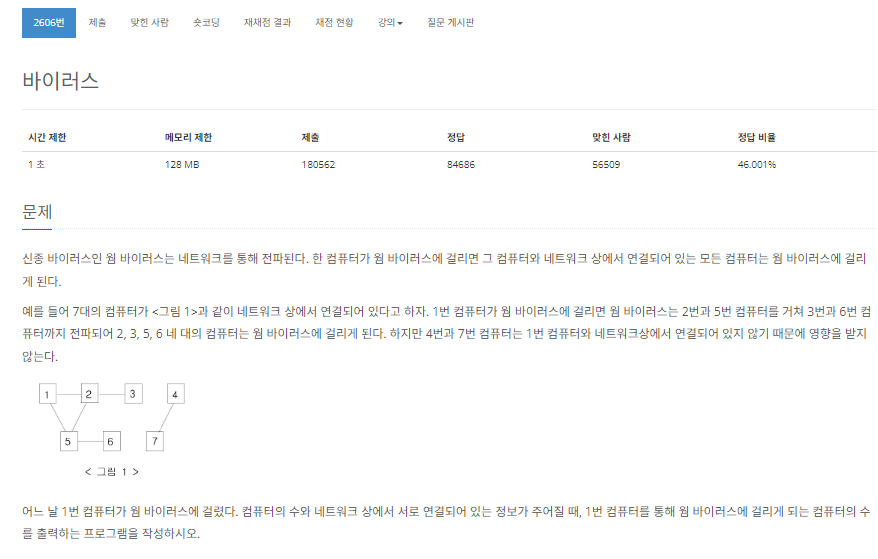 2606번 제출 맞힌 사람 숏코딩 재채점 결과 채점 현황 강의 질문 게시판
바이러스
시간 제한 메모리 제한 제출 정답 맞힌 사람 정답 비율
1 초 128 MB 180562 84686 56509 46.001%
문제
신종 바이러스인 웜 바이러스는 네트워크를 통해 전파된다. 한 컴퓨터가 웜 바이러스에 걸리면 그 컴퓨터와 네트워크 상에서 연결되어 있는 모든 컴퓨터는 웜 바이러스에 걸리
게 된다.
예를 들어 7대의 컴퓨터가 <그림 1>과 같이 네트워크 상에서 연결되어 있다고 하자. 1번 컴퓨터가 웜 바이러스에 걸리면 웜 바이러스는 2번과 5번 컴퓨터를 거쳐 3번과 6번 컴
퓨터까지 전파되어 2, 3, 5, 6 네 대의 컴퓨터는 웜 바이러스에 걸리게 된다. 하지만 4번과 7번 컴퓨터는 1번 컴퓨터와 네트워크상에서 연결되어 있지 않기 때문에 영향을 받지
않는다.
1 2 3 4
5 6 7
< 그림 1 >
어느 날 1번 컴퓨터가 웜 바이러스에 걸렸다. 컴퓨터의 수와 네트워크 상에서 서로 연결되어 있는 정보가 주어질 때, 1번 컴퓨터를 통해 웜 바이러스에 걸리게 되는 컴퓨터의 수
를 출력하는 프로그램을 작성하시오.